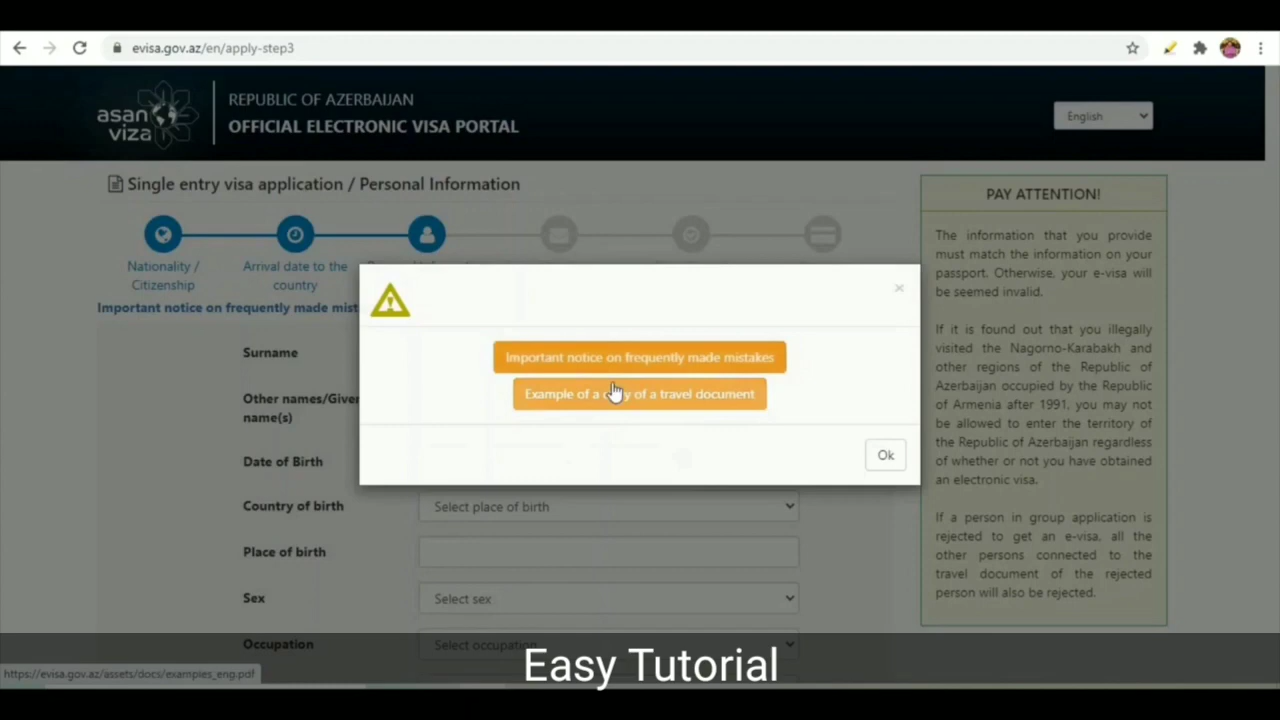 evisa.gov.az/en/apply-step3
asan
viza
REPUBLIC OF AZERBAIJAN
OFFICIAL ELECTRONIC VISA PORTAL
English
Single entry visa application / Personal Information
Nationality /
Citizenship
Arrival date to the
country
Important notice on frequently made mist
Surname
Other names/Given
name(s)
Date of Birth
Country of birth
Select place of birth
Place of birth
Sex
Select sex
Occupation
Select occupation
Important notice on frequently made mistakes
Example of a of a travel document
Ok
PAY ATTENTION!
The information that you provide
must match the information on your
passport. Otherwise, your e-visa will
be seemed invalid.
If it is found out that you illegally
visited the Nagorno-Karabakh and
other regions of the Republic of
Azerbaijan occupied by the Republic
of Armenia after 1991, you may not
be allowed to enter the territory of
the Republic of Azerbaijan regardless
of whether or not you have obtained
an electronic visa.
If a person in group application is
rejected to get an e-visa, all the
other persons connected to the
travel document of the rejected
person will also be rejected.
Easy Tutorial
https://evisa.gov.az/assets/docs/examples_eng.pdf